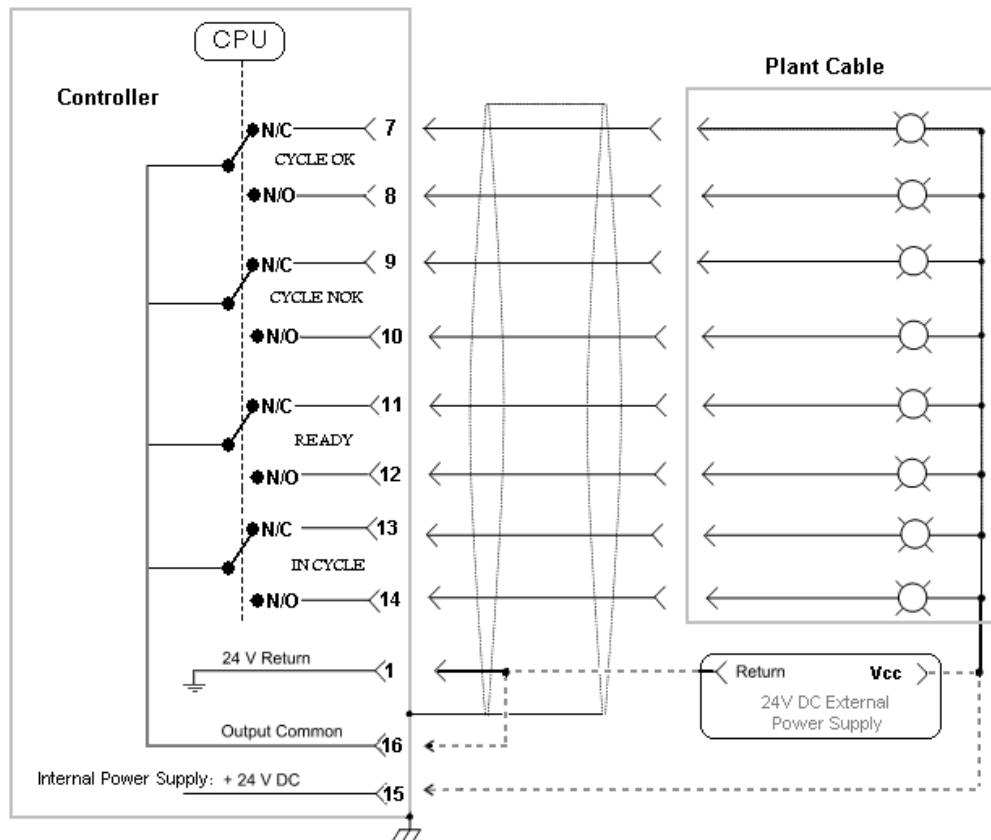 CPU
Plant Cable
Controller
N/C 7
CYCLE OK
N/O 8
N/C 9
CYCLE NOK
N/O 10
N/C 11
READY
N/O 12
N/C 13
IN CYCLE
N/O 14
24 V Return 1
Return Vcc
24V DC External
Power Supply
Output Common 16
Internal Power Supply: + 24 V DC 15